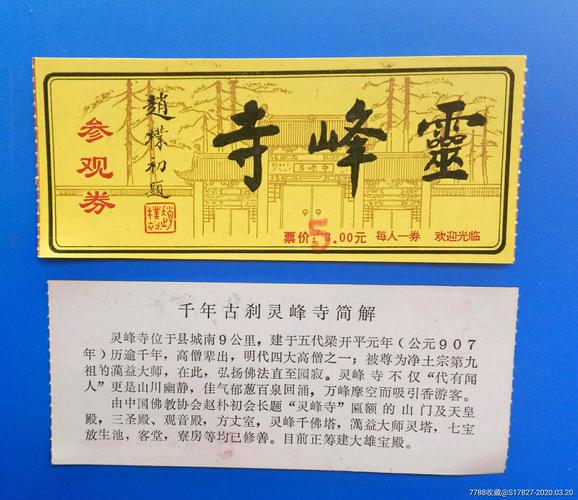 靈峰寺
趙樸初題
趙樸初
参观券
灵峰寺
票价:5.00元 每人一券 欢迎光临
千年古刹灵峰寺简解
灵峰寺位于县城南9公里，建于五代梁开平元年（公元907
年）历逾千年，高僧辈出，明代四大高僧之一；被尊为净土宗第九
祖的澫益大师，在此，弘扬佛法直至园寂。灵峰寺不仅“代有闻
人”更是山川幽静，佳气郁葱百泉回涌，万峰摩空而吸引香游客。
由中国佛教协会赵朴初会长题“灵峰寺”匾额的山门及天皇
殿，三圣殿、观音殿，方丈室，灵峰千佛塔，澫益大师灵塔，七宝
放生池，客堂，寮房等均已修善。目前正筹建大雄宝殿。
7788收藏@S17827-2020.03.20